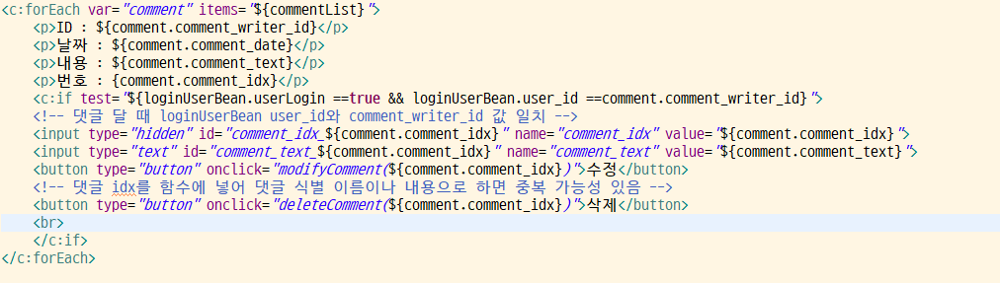 <c:forEach var="comment" items="${commentList}">
<p>ID : ${comment.comment_writer_id}</p>
<p>날짜 : ${comment.comment_date}</p>
<p>내용 : ${comment.comment_text}</p>
<p>번호 : {comment.comment_idx}</p>
<c:if test="${loginUserBean.userLogin ==true && loginUserBean.user_id ==comment.comment_writer_id}">
<!-- 댓글 달 때 loginUserBean user_id와 comment_writer_id 값 일치 -->
<input type="hidden" id="comment_idx_${comment.comment_idx}" name="comment_idx" value="${comment.comment_idx}">
<input type="text" id="comment_text_${comment.comment_idx}" name="comment_text" value="${comment.comment_text}">
<button type="button" onclick="modifyComment(${comment.comment_idx})">수정</button>
<!-- 댓글 idx를 함수에 넣어 댓글 식별 이름이나 내용으로 하면 중복 가능성 있음 -->
<button type="button" onclick="deleteComment(${comment.comment_idx})">삭제</button>
<br>
</c:if>
</c:forEach>